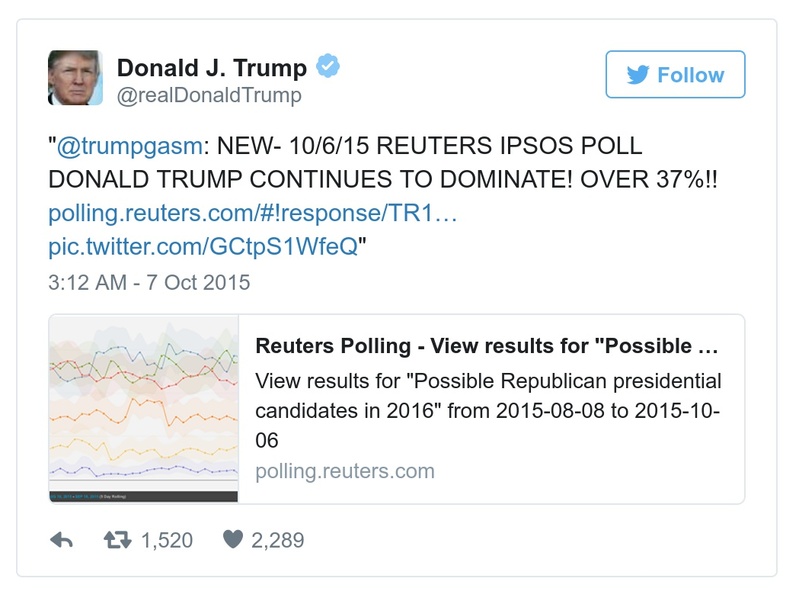 Donald J. Trump
@realDonaldTrump
Follow
"@trumpgasm: NEW- 10/6/15 REUTERS IPSOS POLL
DONALD TRUMP CONTINUES TO DOMINATE! OVER 37%!!
polling.reuters.com/#!response/TR1…
pic.twitter.com/GCtpS1WfeQ"
3:12 AM - 7 Oct 2015
Reuters Polling - View results for "Possible ...
View results for "Possible Republican presidential
candidates in 2016" from 2015-08-08 to 2015-10-
06
polling.reuters.com
1,520
2,289